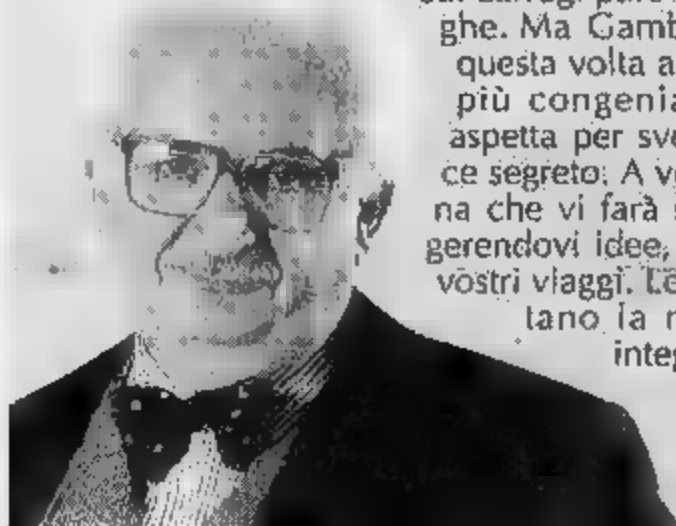 ghe. Ma Gamb
questa volta a
più congenia
aspetta per sve
ce segreto. A v
na che vi farà s
gerendovi idee,
vostri viaggi. Le
tano la r
integ